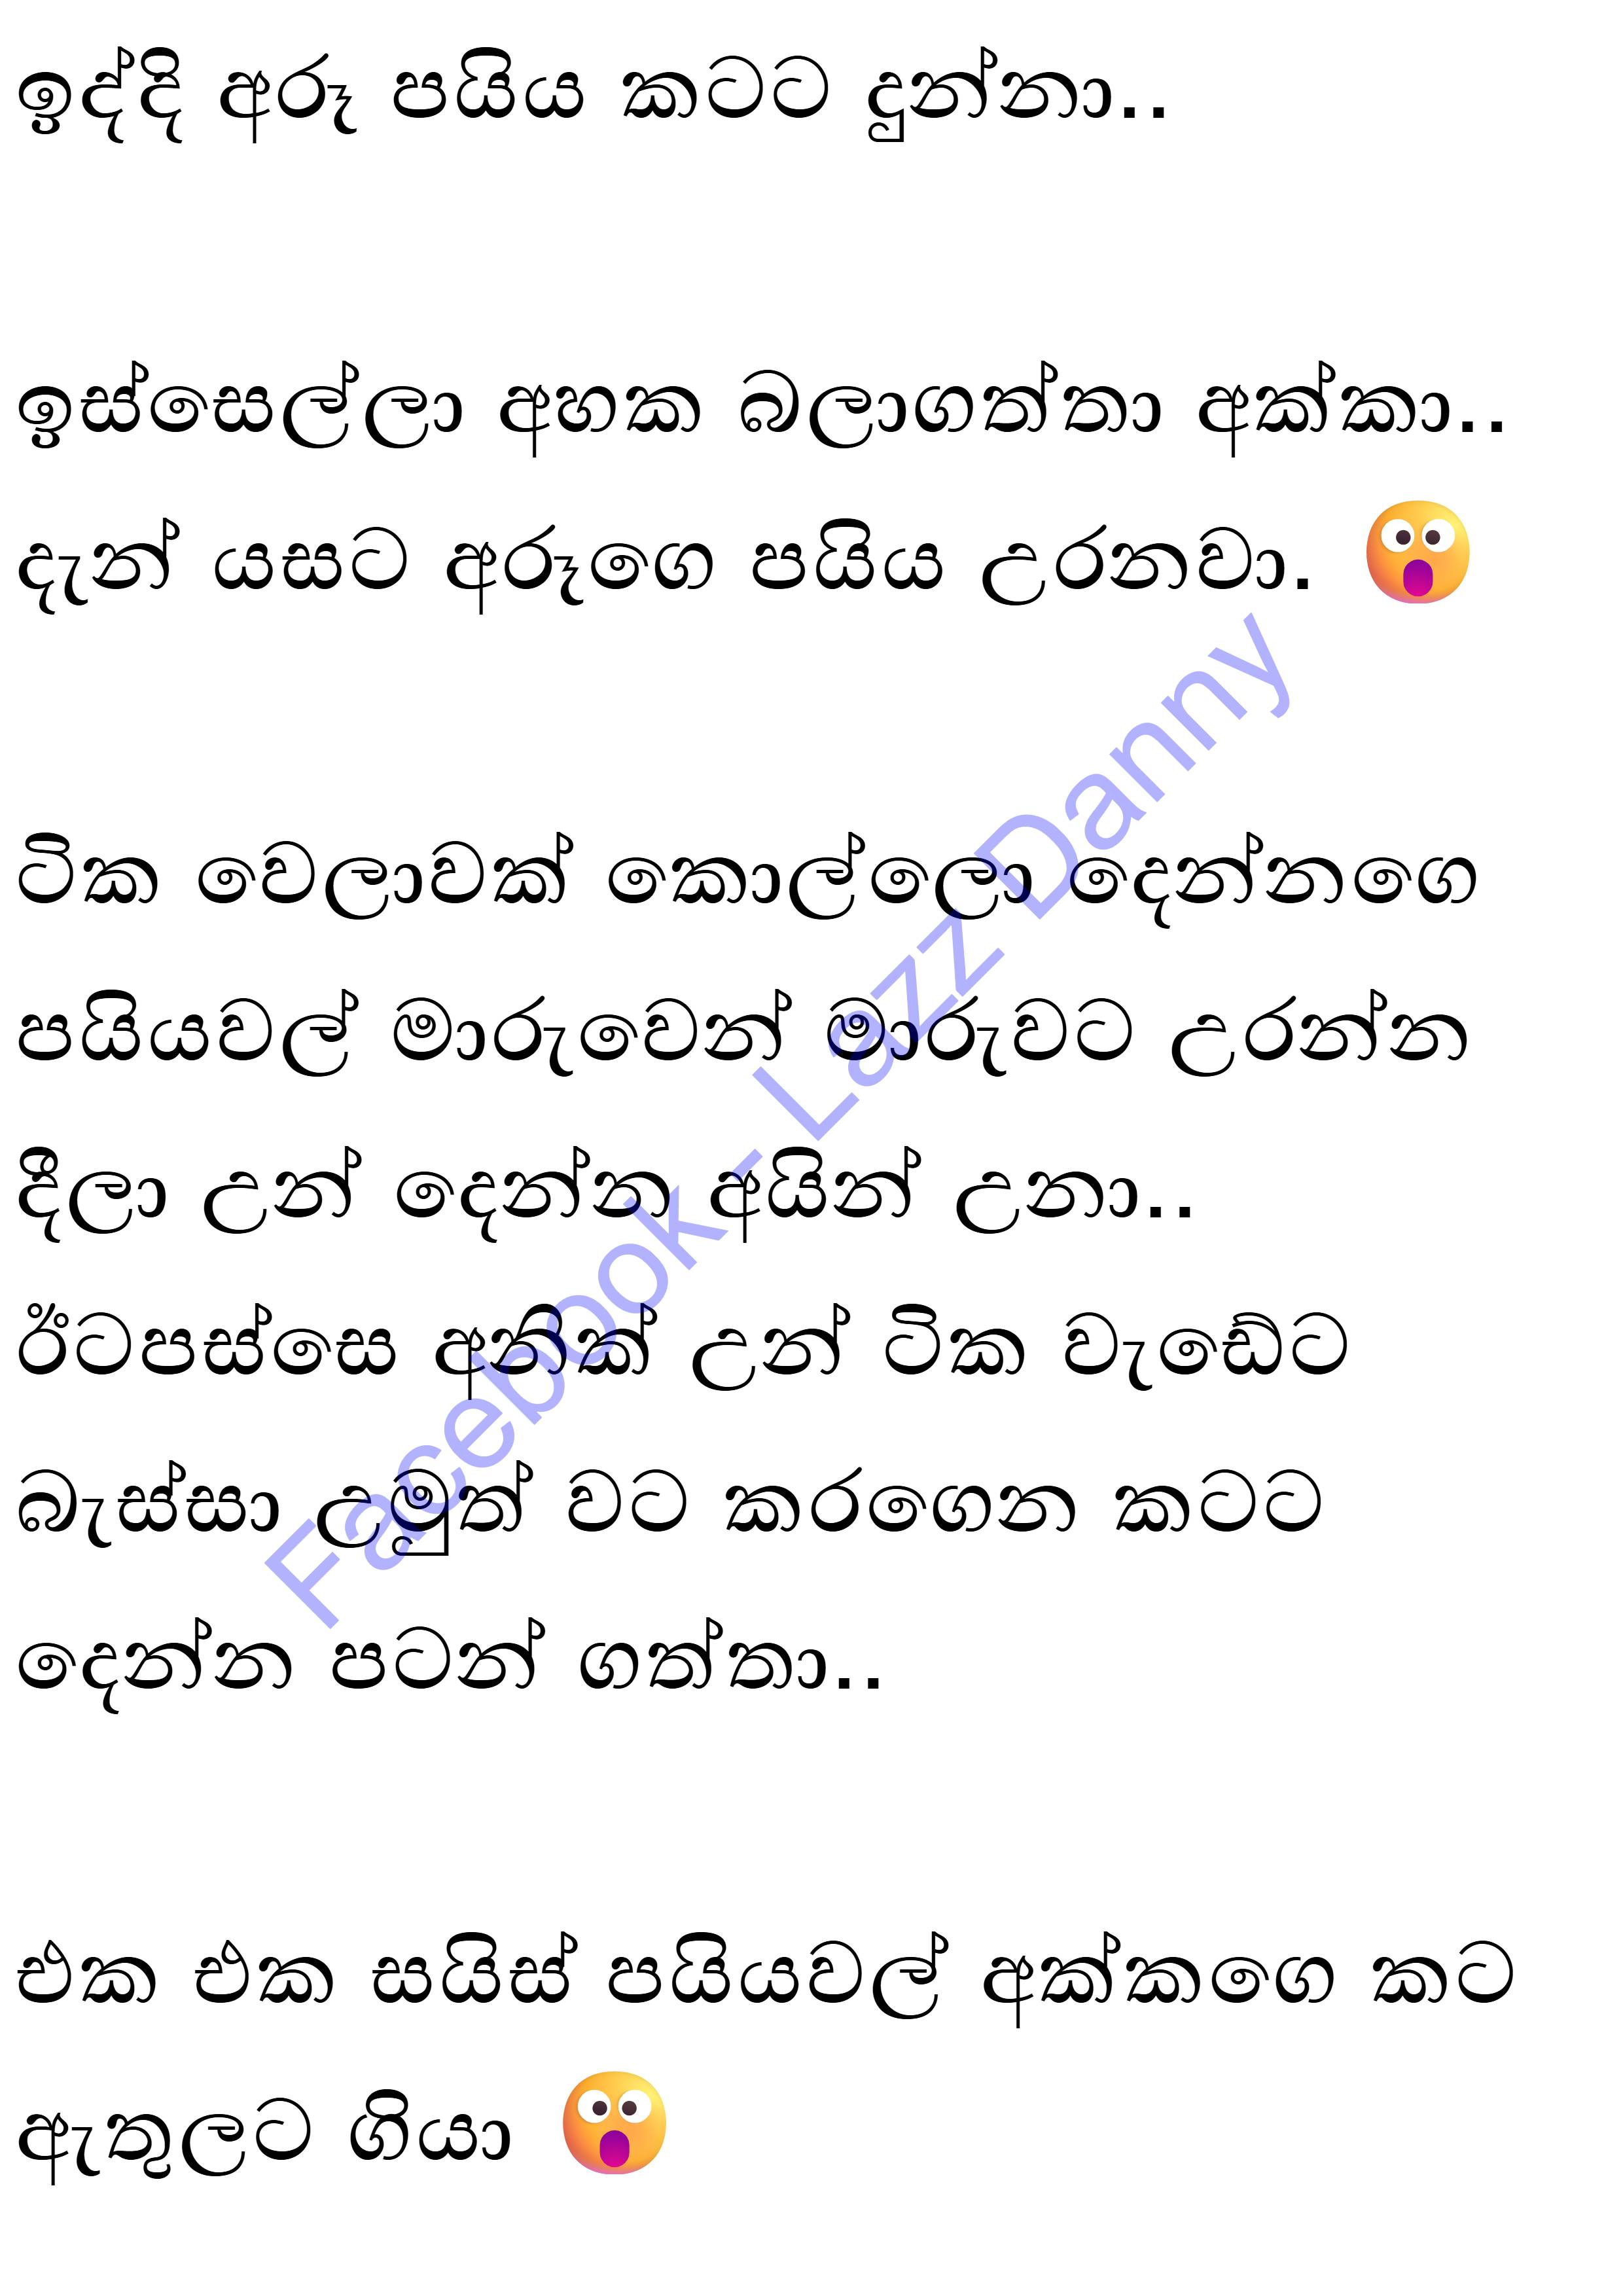 ඉද්දි අරූ පයිය කටට දුන්නා..
ඉස්සෙල්ලා අහක බලාගත්තා අක්කා..
දැන් යසට අරූගෙ පයිය උරනවා. 😲
ටික වෙලාවක් කොල්ලො දෙන්නගෙ
පයියවල් මාරුවෙන් මාරුවට උරන්න
දීලා උන් දෙන්න අයින් උනා..
ඊටපස්සෙ අනික් උන් ටික වැඩේට
බැස්සා උමුත් වට කරගෙන කටට
දෙන්න පටන් ගත්තා..
එක එක සයිස් පයියවල් අක්කගෙ කට
ඇතුලට ගියා 😲
Facebook - Lazz Danny